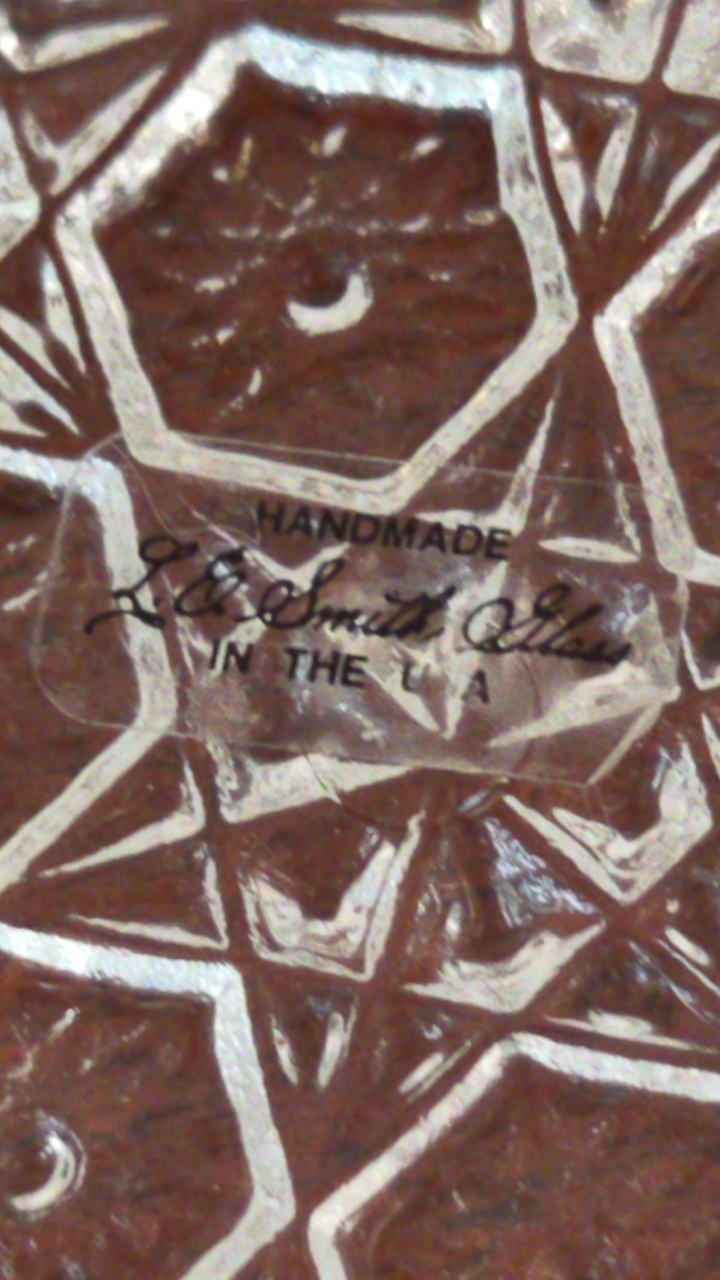 HANDMADE
L.E. Smith Glass
IN THE U A